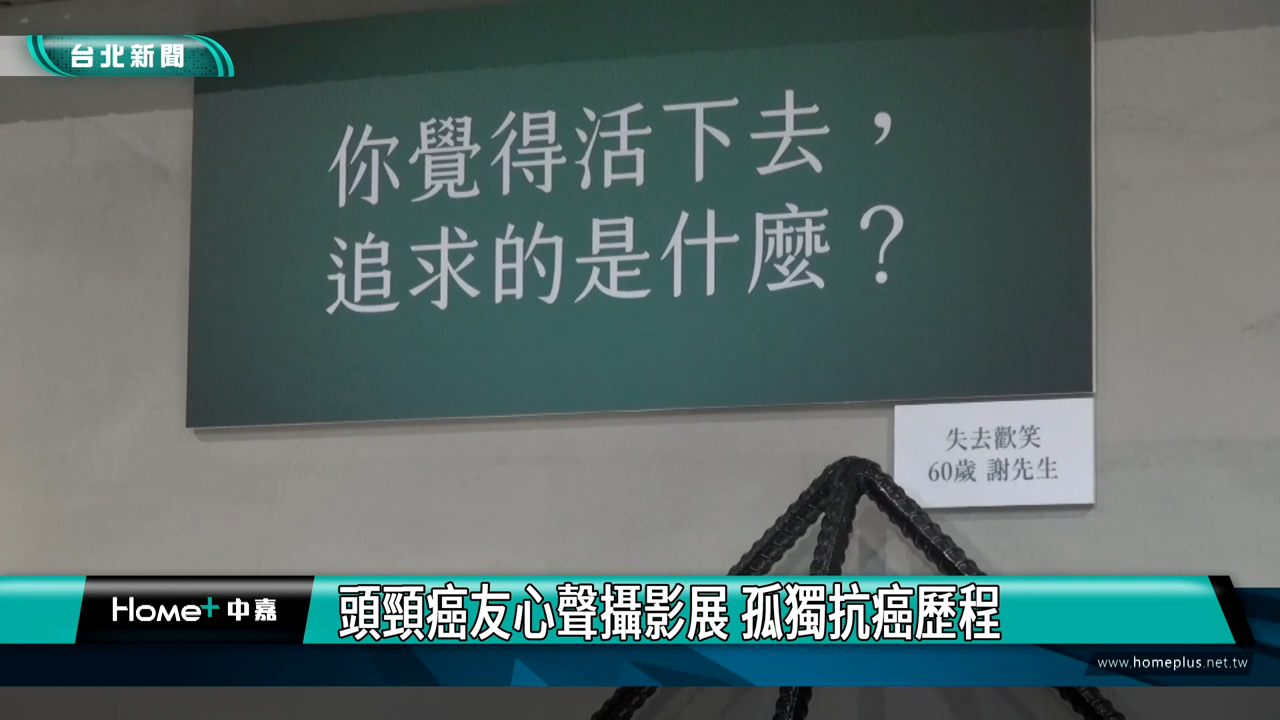 台北新聞
你覺得活下去，
追求的是什麼？
失去歡笑
60歲 謝先生
Home+ 中嘉
頭頸癌友心聲攝影展 孤獨抗癌歷程
www.homeplus.net.tw